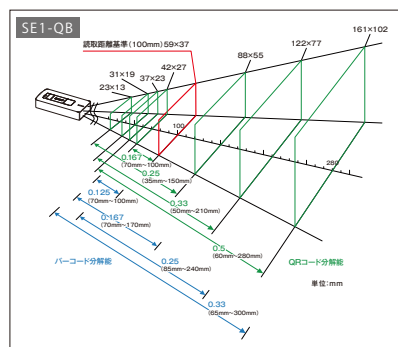 SE1-QB
161×102
読取距離基準(100mm)59×37
122×77
88×55
42×27
31×19
37×23
23×13
100
280
0.167
(70mm~100mm)
0.25
(35mm~150mm)
0.125
(70mm~100mm)
0.33
(50mm~210mm)
0.167
(70mm~170mm)
0.5
(60mm~280mm)
バーコード分解能
QRコード分解能
0.25
(85mm~240mm)
単位:mm
0.33
(65mm~300mm)